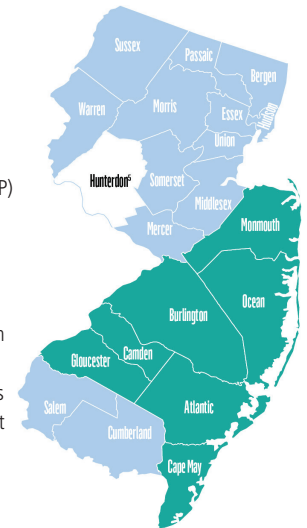 Sussex
Passaic
Bergen
Warren
Morris
Essex
Hudson
Union
Hunterdon⁵
Somerset
P)
Middlesex
Mercer
Monmouth
Ocean
Burlington
n
Camden
Gloucester
s
Salem
Atlantic
t
Cumberland
Cape May